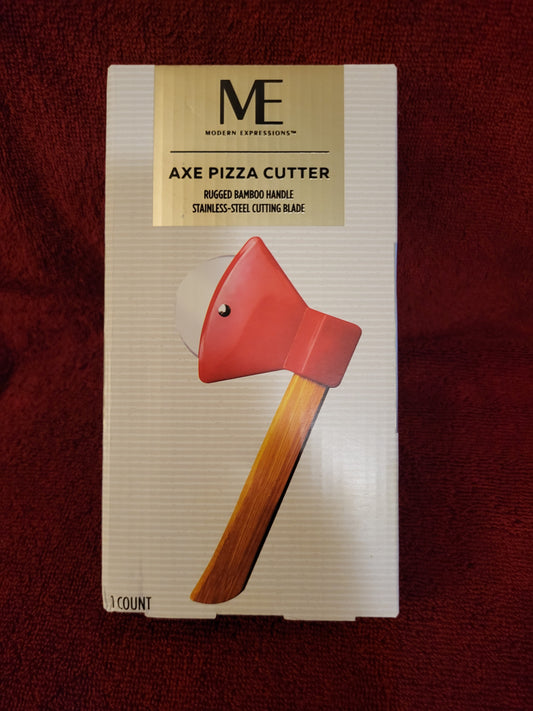 ME
MODERN EXPRESSIONS™
AXE PIZZA CUTTER
RUGGED BAMBOO HANDLE
STAINLESS-STEEL CUTTING BLADE
1 COUNT